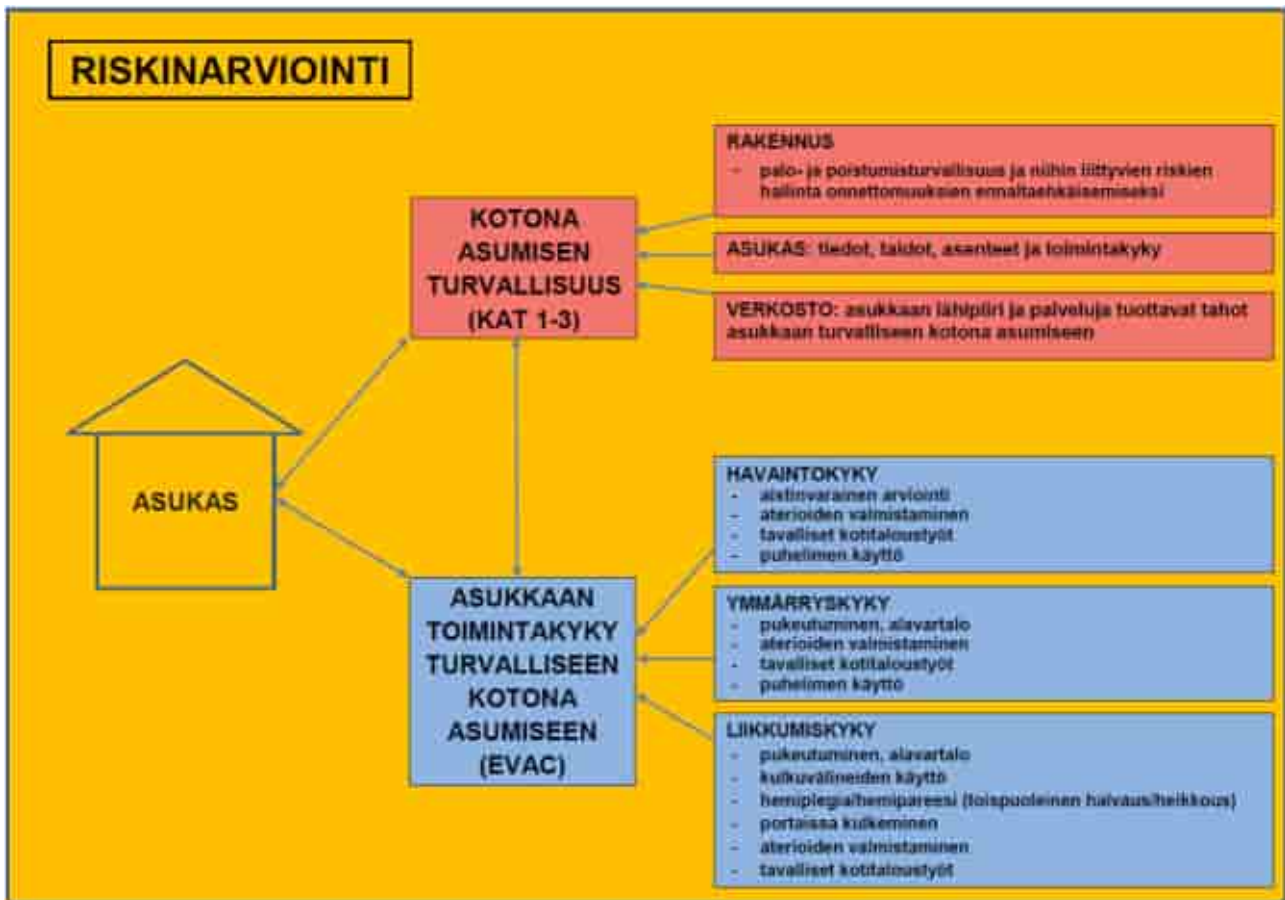 RISKINARVIOINTI
RAKENNUS
- palo- ja poistumisturvallisuus ja niihin liittyvien riskien
hallinta onnettomuuksien ennaltaehkäisemiseksi
KOTONA
ASUMISEN
TURVALLISUUS
(KAT 1-3)
ASUKAS: tiedot, taidot, asenteet ja toimintakyky
VERKOSTO: asukkaan lähipiiri ja palveluja tuottavat tahot
asukkaan turvalliseen kotona asumiseen
ASUKAS
HAVAINTOKYKY
- aistinvarainen arviointi
- aterioiden valmistaminen
- tavalliset kotitaloustyöt
- puhelimen käyttö
ASUKKAAN
TOIMINTAKYKY
TURVALLISEEN
KOTONA
ASUMISEEN
(EVAC)
YMMÄRRYSKYKY
- pukeutuminen, alavartalo
- aterioiden valmistaminen
- tavalliset kotitaloustyöt
- puhelimen käyttö
LIIKKUMISKYKY
- pukeutuminen, alavartalo
- kulkuvälineiden käyttö
- hemiplegia/hemipareesi (toispuoleinen halvaus/heikkous)
- portaissa kulkeminen
- aterioiden valmistaminen
- tavalliset kotitaloustyöt